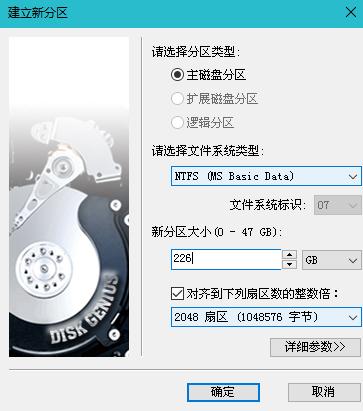 建立新分区
请选择分区类型:
主磁盘分区
扩展磁盘分区
逻辑分区
请选择文件系统类型:
NTFS (MS Basic Data)
文件系统标识: 07
新分区大小(0 - 47 GB):
226 GB
对齐到下列扇区数的整数倍:
2048 扇区 (1048576 字节)
DISK GENIUS
详细参数>>
确定 取消